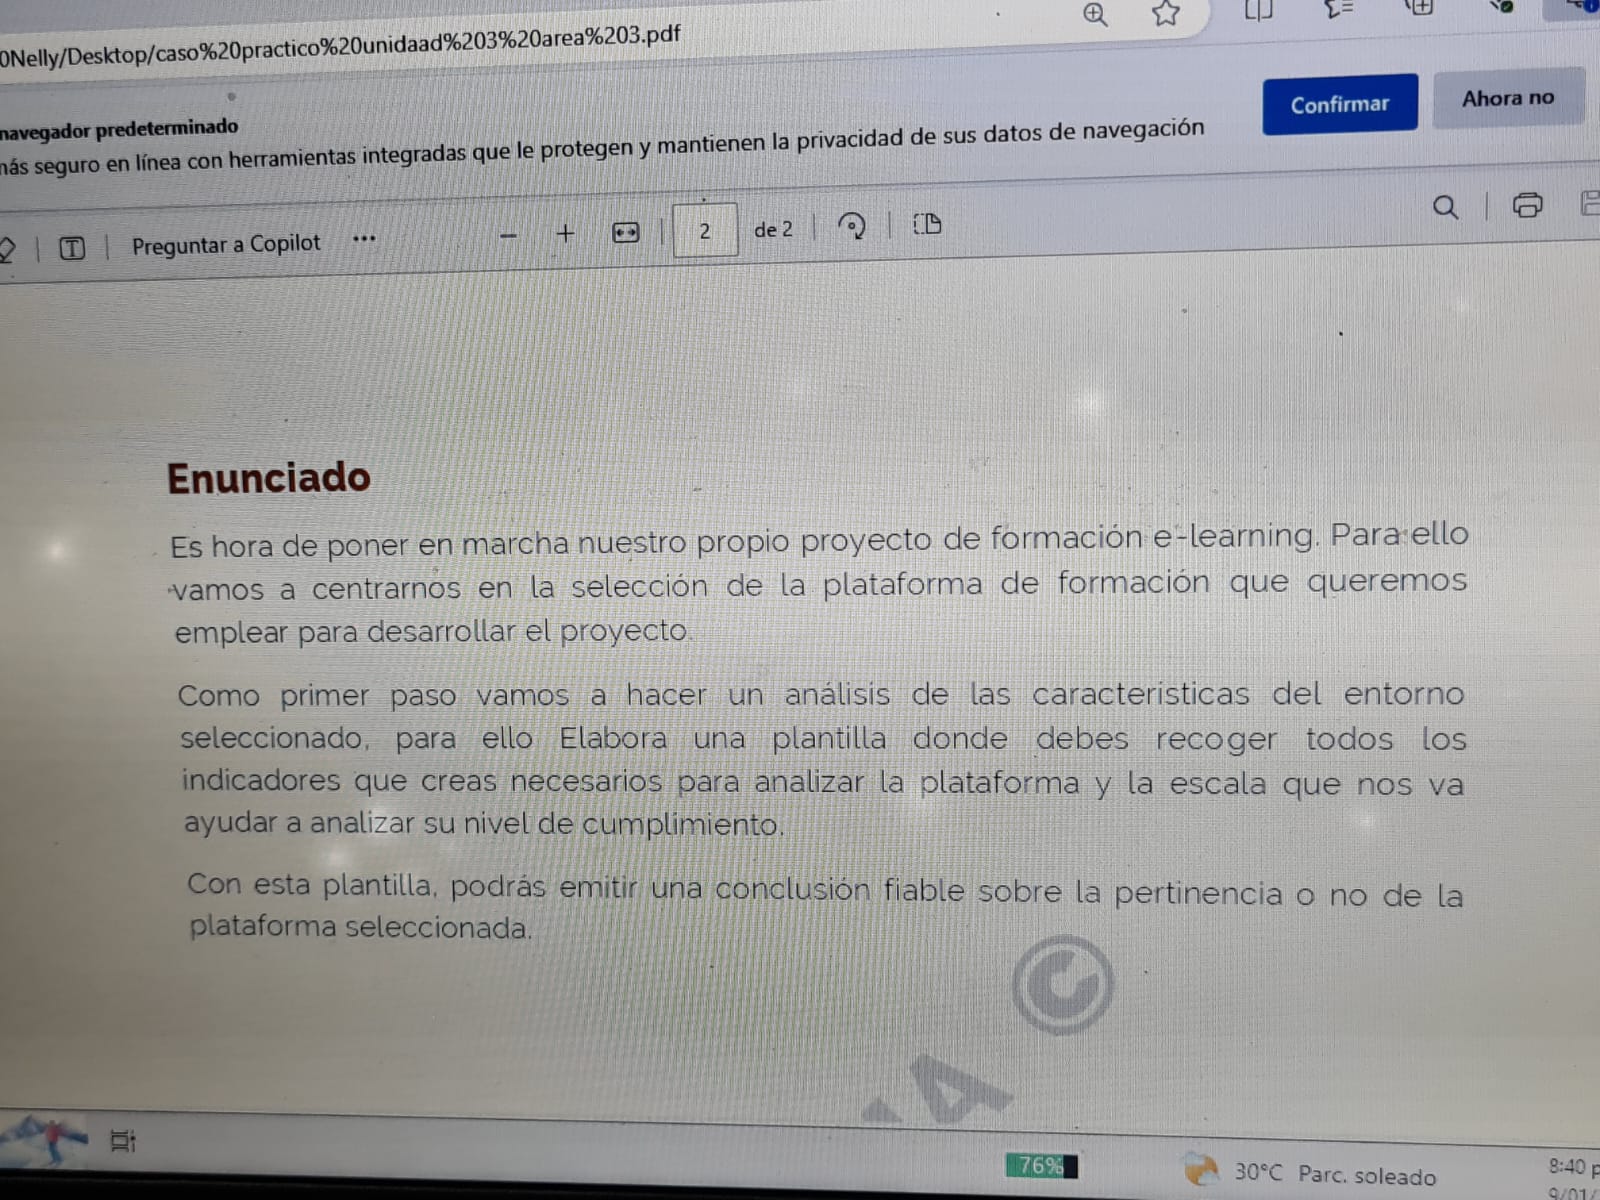 0Nelly/Desktop/caso%20practico%20unidaad%203%20area%203.pdf
navegador predeterminado
más seguro en línea con herramientas integradas que le protegen y mantienen la privacidad de sus datos de navegación
Confirmar
Ahora no
Preguntar a Copilot ...
2 de 2
Enunciado
Es hora de poner en marcha nuestro propio proyecto de formación e-learning. Para ello
vamos a centrarnos en la selección de la plataforma de formación que queremos
emplear para desarrollar el proyecto.
Como primer paso vamos a hacer un análisis de las características del entorno
seleccionado, para ello Elabora una plantilla donde debes recoger todos los
indicadores que creas necesarios para analizar la plataforma y la escala que nos va
ayudar a analizar su nivel de cumplimiento.
Con esta plantilla, podrás emitir una conclusión fiable sobre la pertinencia o no de la
plataforma seleccionada.
©
A
76%
30°C Parc. soleado
8:40 p
9/01/